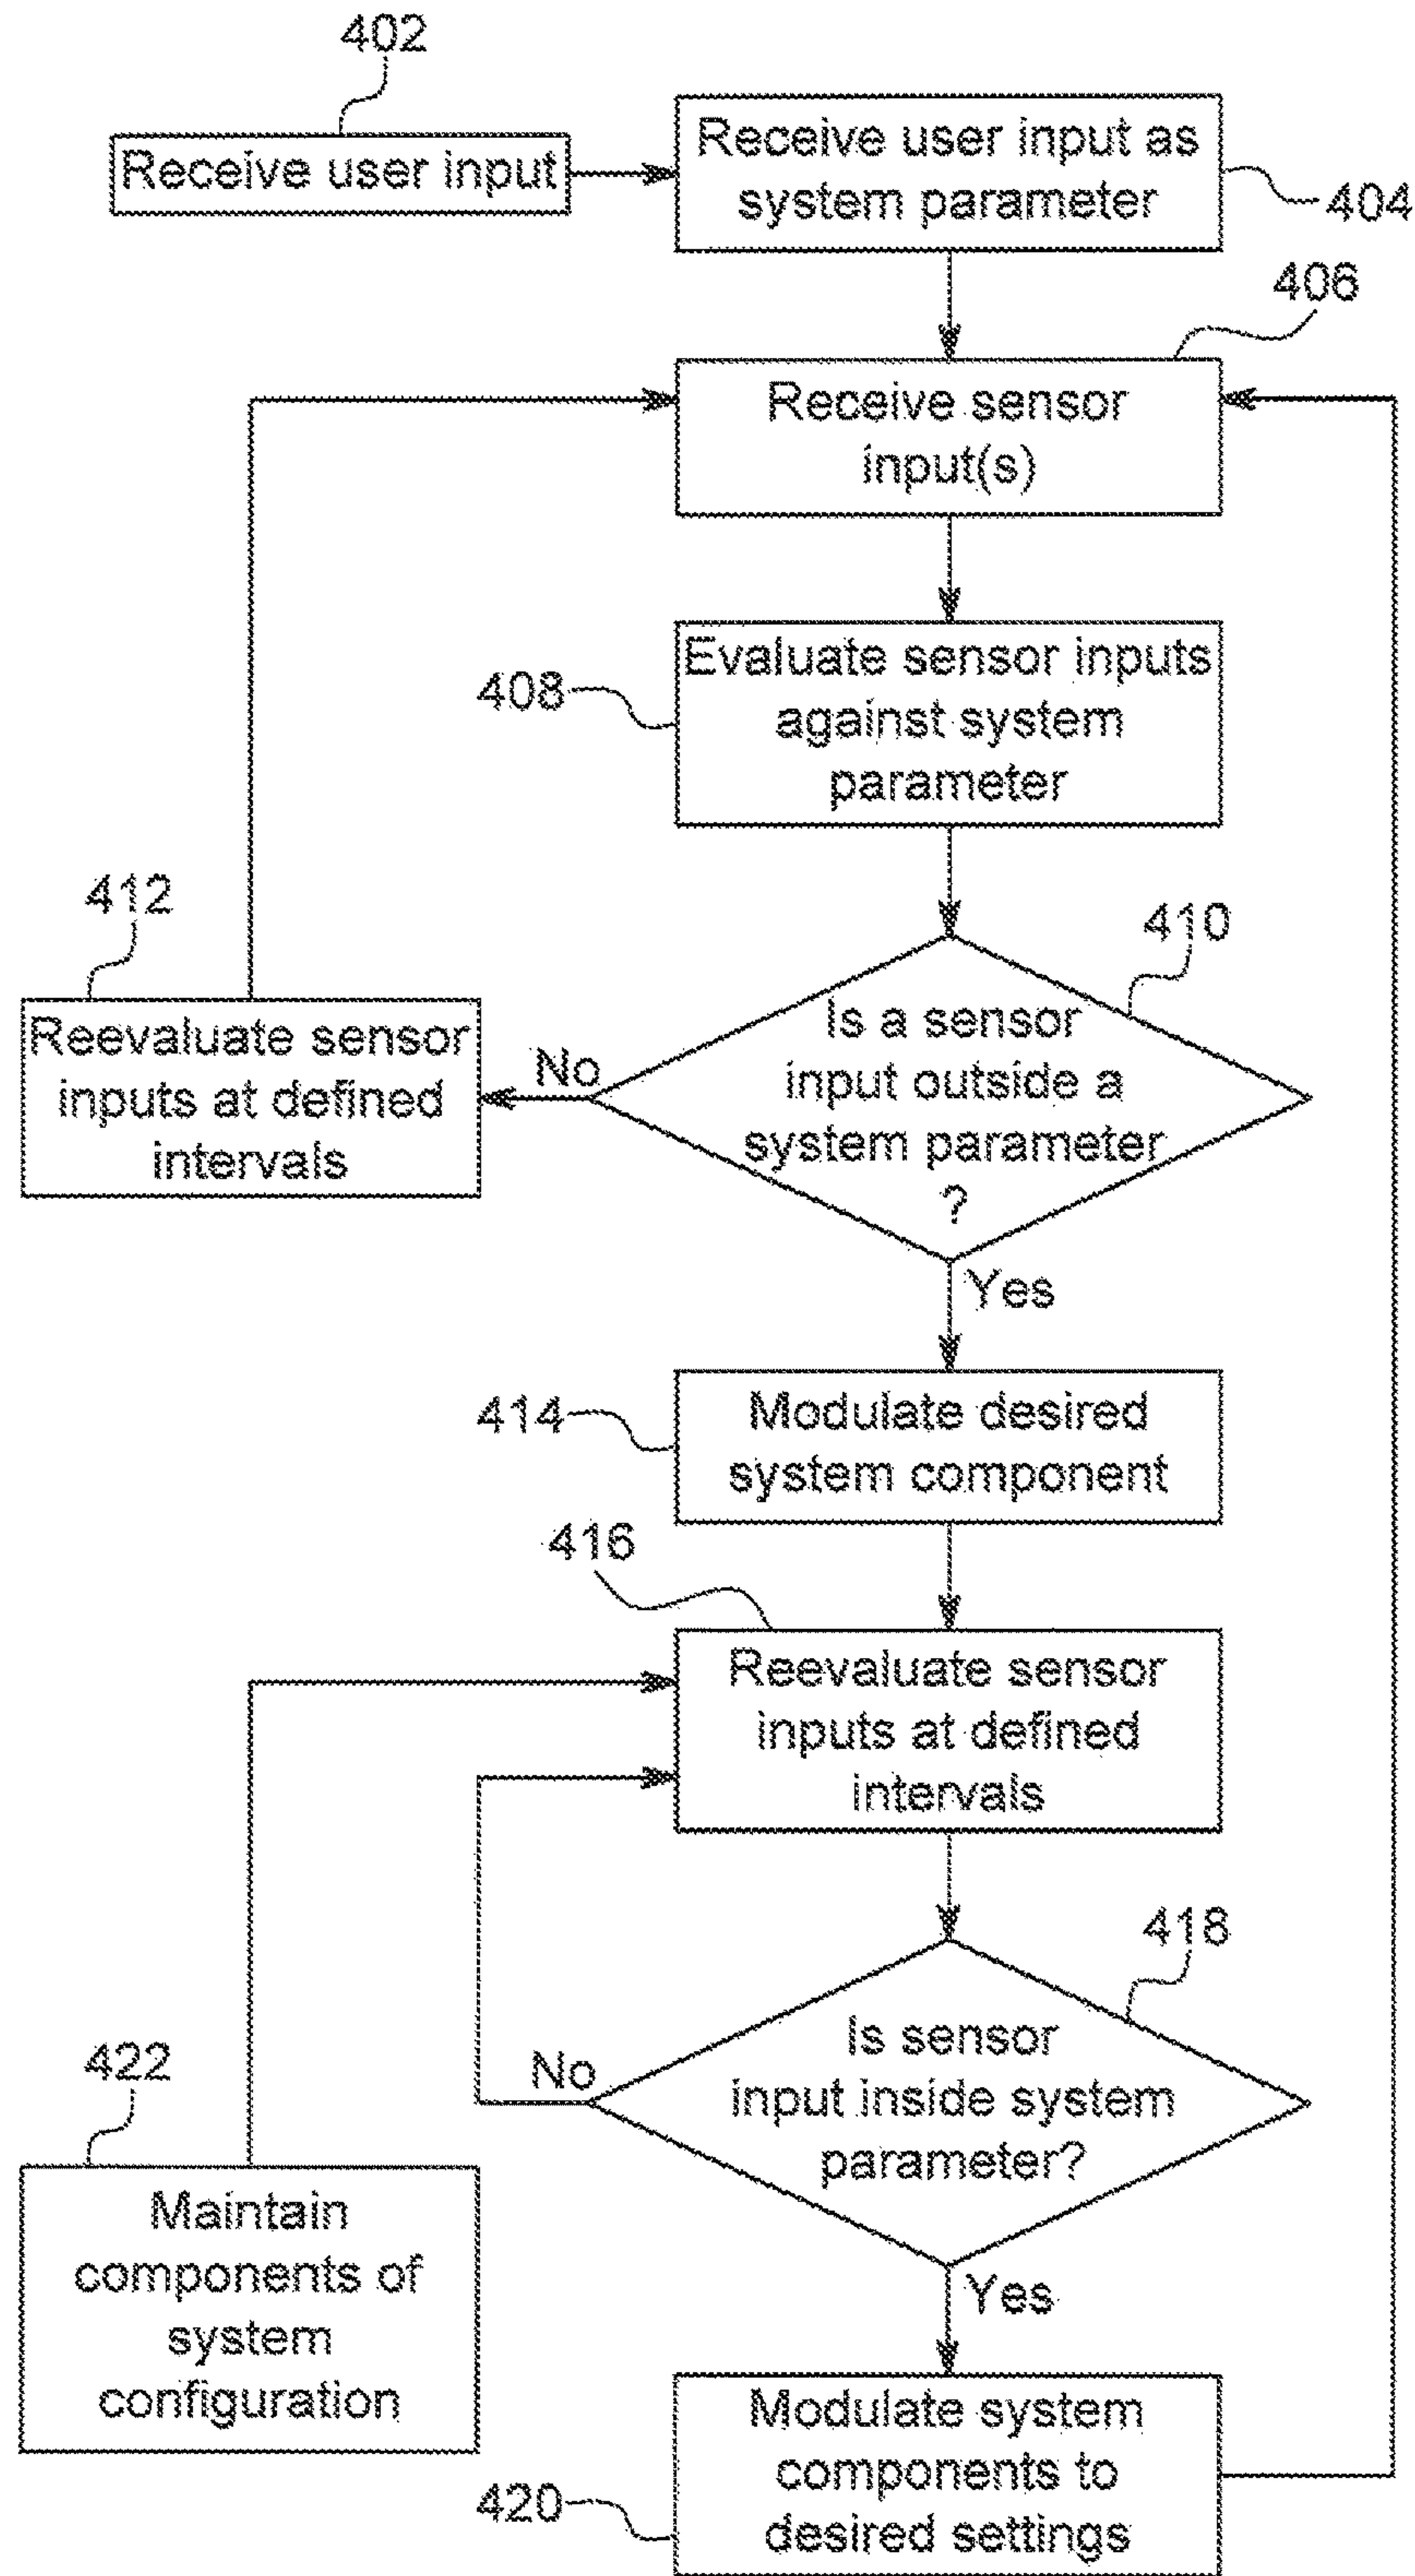 402
Receive user input
Receive user input as
system parameter
404
406
Receive sensor
input(s)
Evaluate sensor inputs
against system
parameter
408
412
410
Reevaluate sensor
inputs at defined
intervals
No
Is a sensor
input outside a
system parameter
?
Yes
414
Modulate desired
system component
416
Reevaluate sensor
inputs at defined
intervals
418
422
No
Is sensor
input inside system
parameter?
Maintain
components of
system
configuration
Yes
Modulate system
components to
desired settings
420